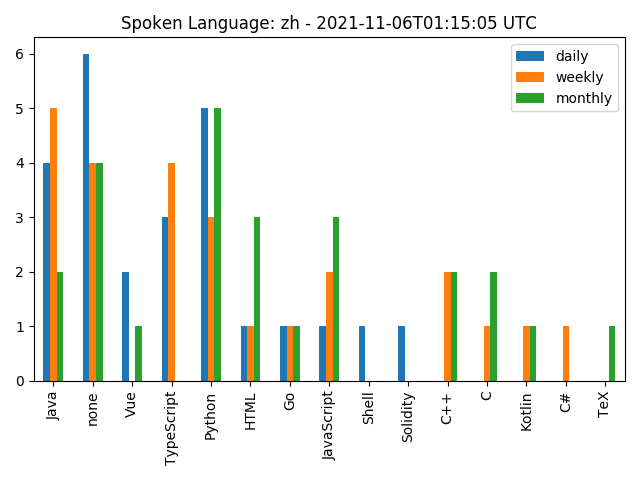 Spoken Language: zh - 2021-11-06T01:15:05 UTC
daily
weekly
monthly
6
5
4
3
2
1
0
Java
none
Vue
TypeScript
Python
HTML
Go
JavaScript
Shell
Solidity
C++
C
Kotlin
C#
TeX